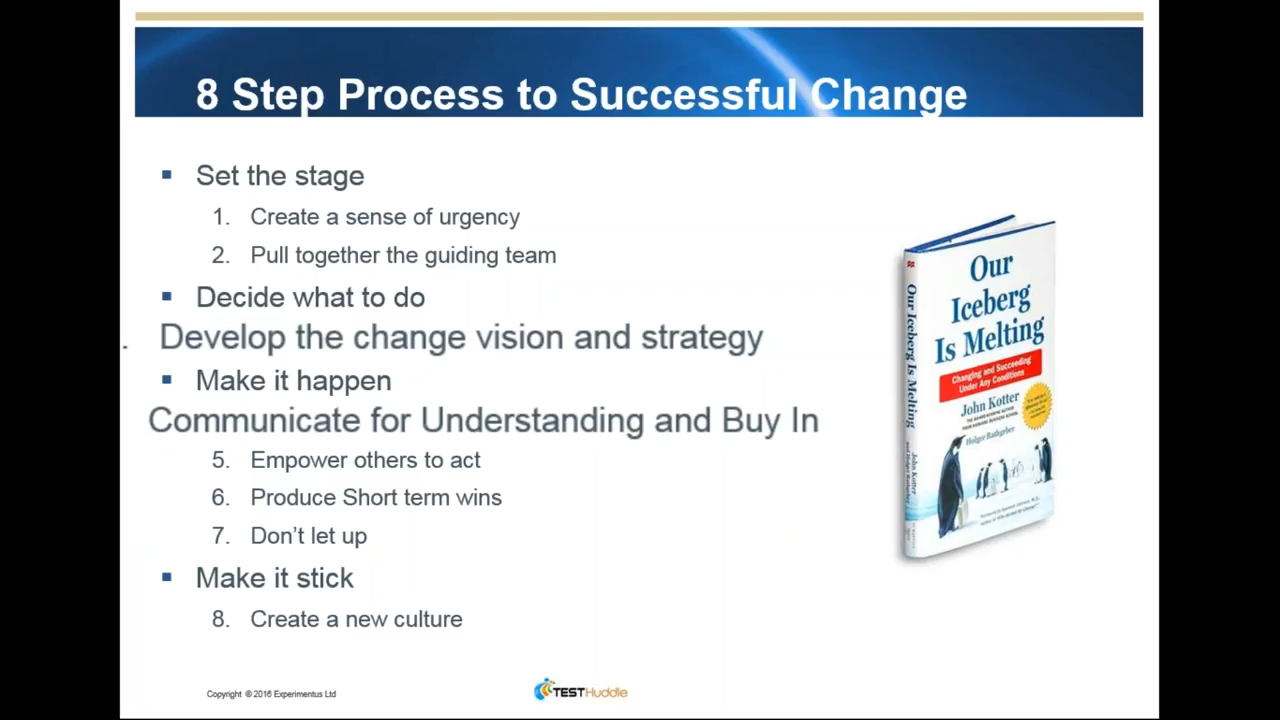 8 Step Process to Successful Change
Set the stage
1. Create a sense of urgency
2. Pull together the guiding team
Decide what to do
. Develop the change vision and strategy
Make it happen
Communicate for Understanding and Buy In
5. Empower others to act
6. Produce Short term wins
7. Don't let up
Make it stick
8. Create a new culture
Our
Iceberg
Is Melting
Changing and Succeeding
Under Any Conditions
John Kotter
Holger Rathgeber
Our Iceberg Is Melting
Copyright © 2016 Experimentus Ltd
TESTHuddle